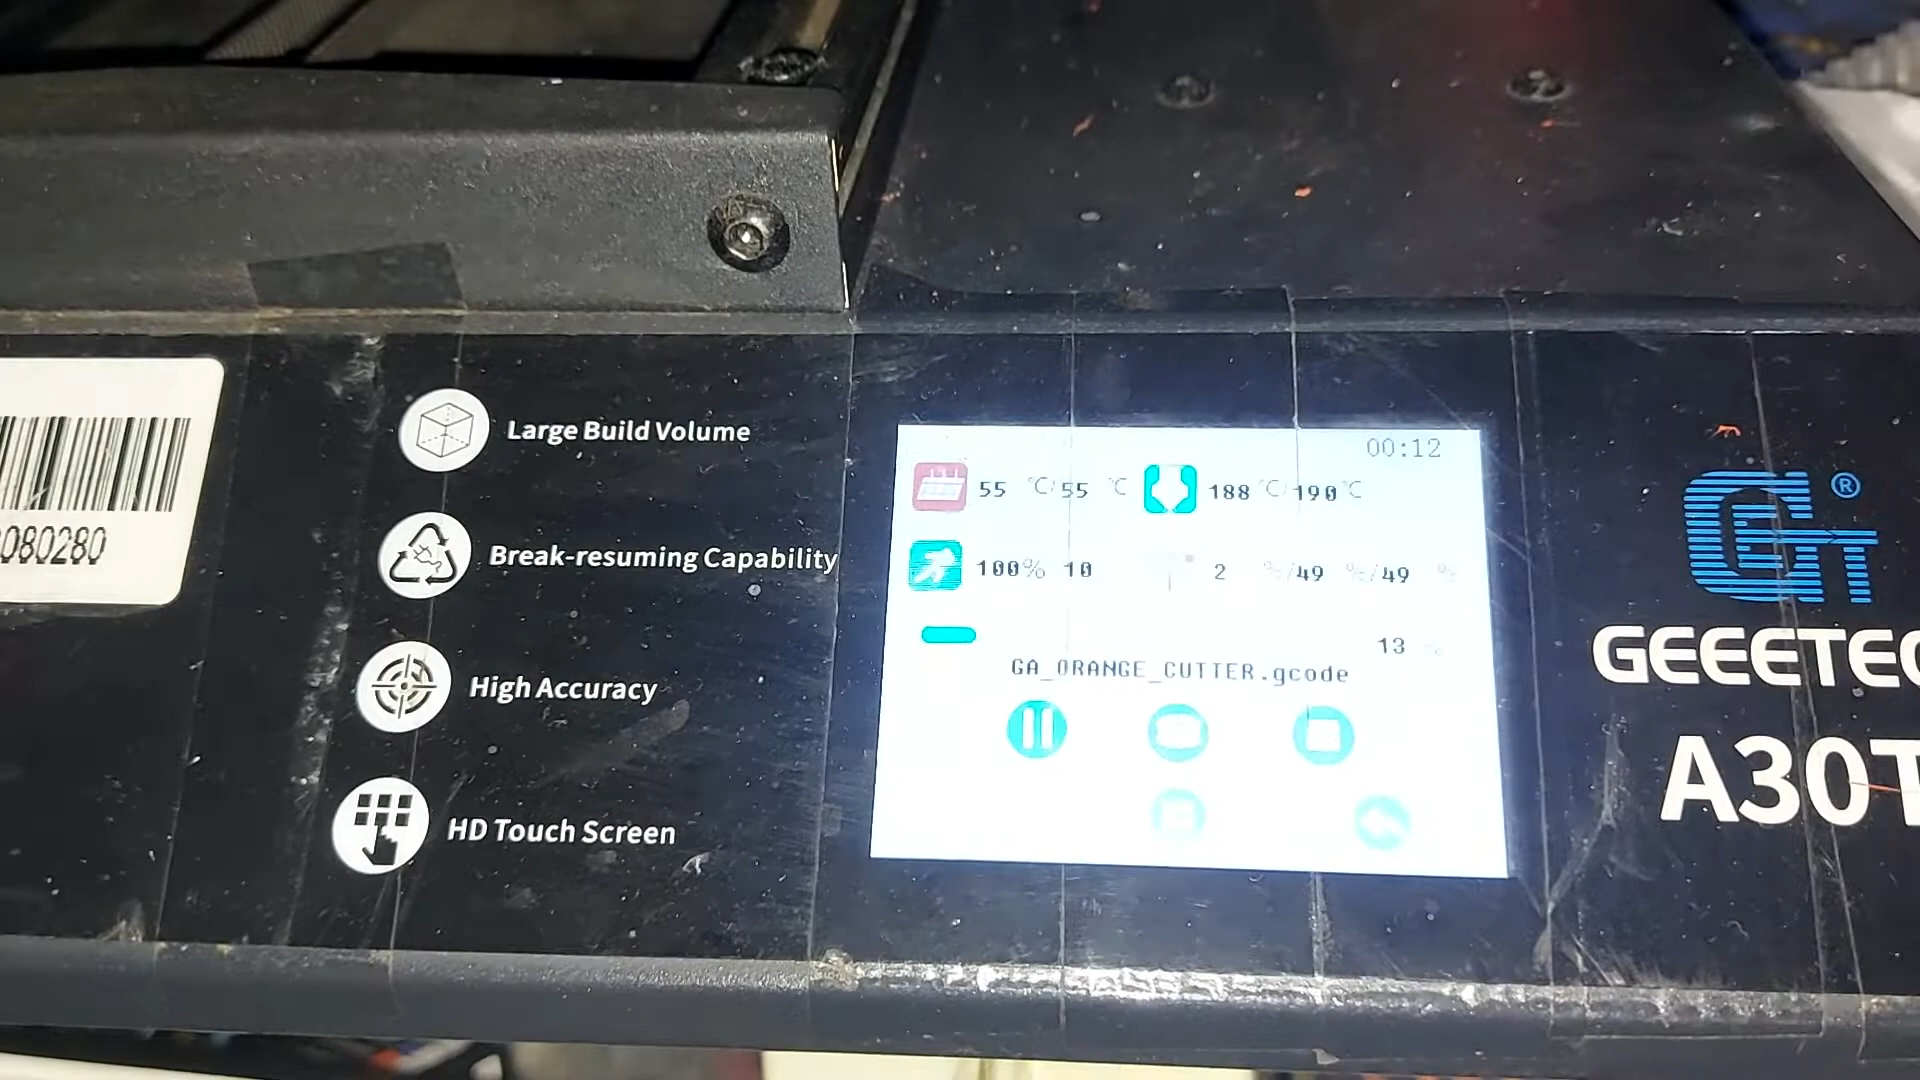 Large Build Volume
Break-resuming Capability
High Accuracy
HD Touch Screen
080280
00:12
55 ℃/55 ℃ 188 ℃/190 ℃
100% 10 2 %/49 %/49 %
13 %
GA_ORANGE_CUTTER.gcode
®
GEEETEC
A30T